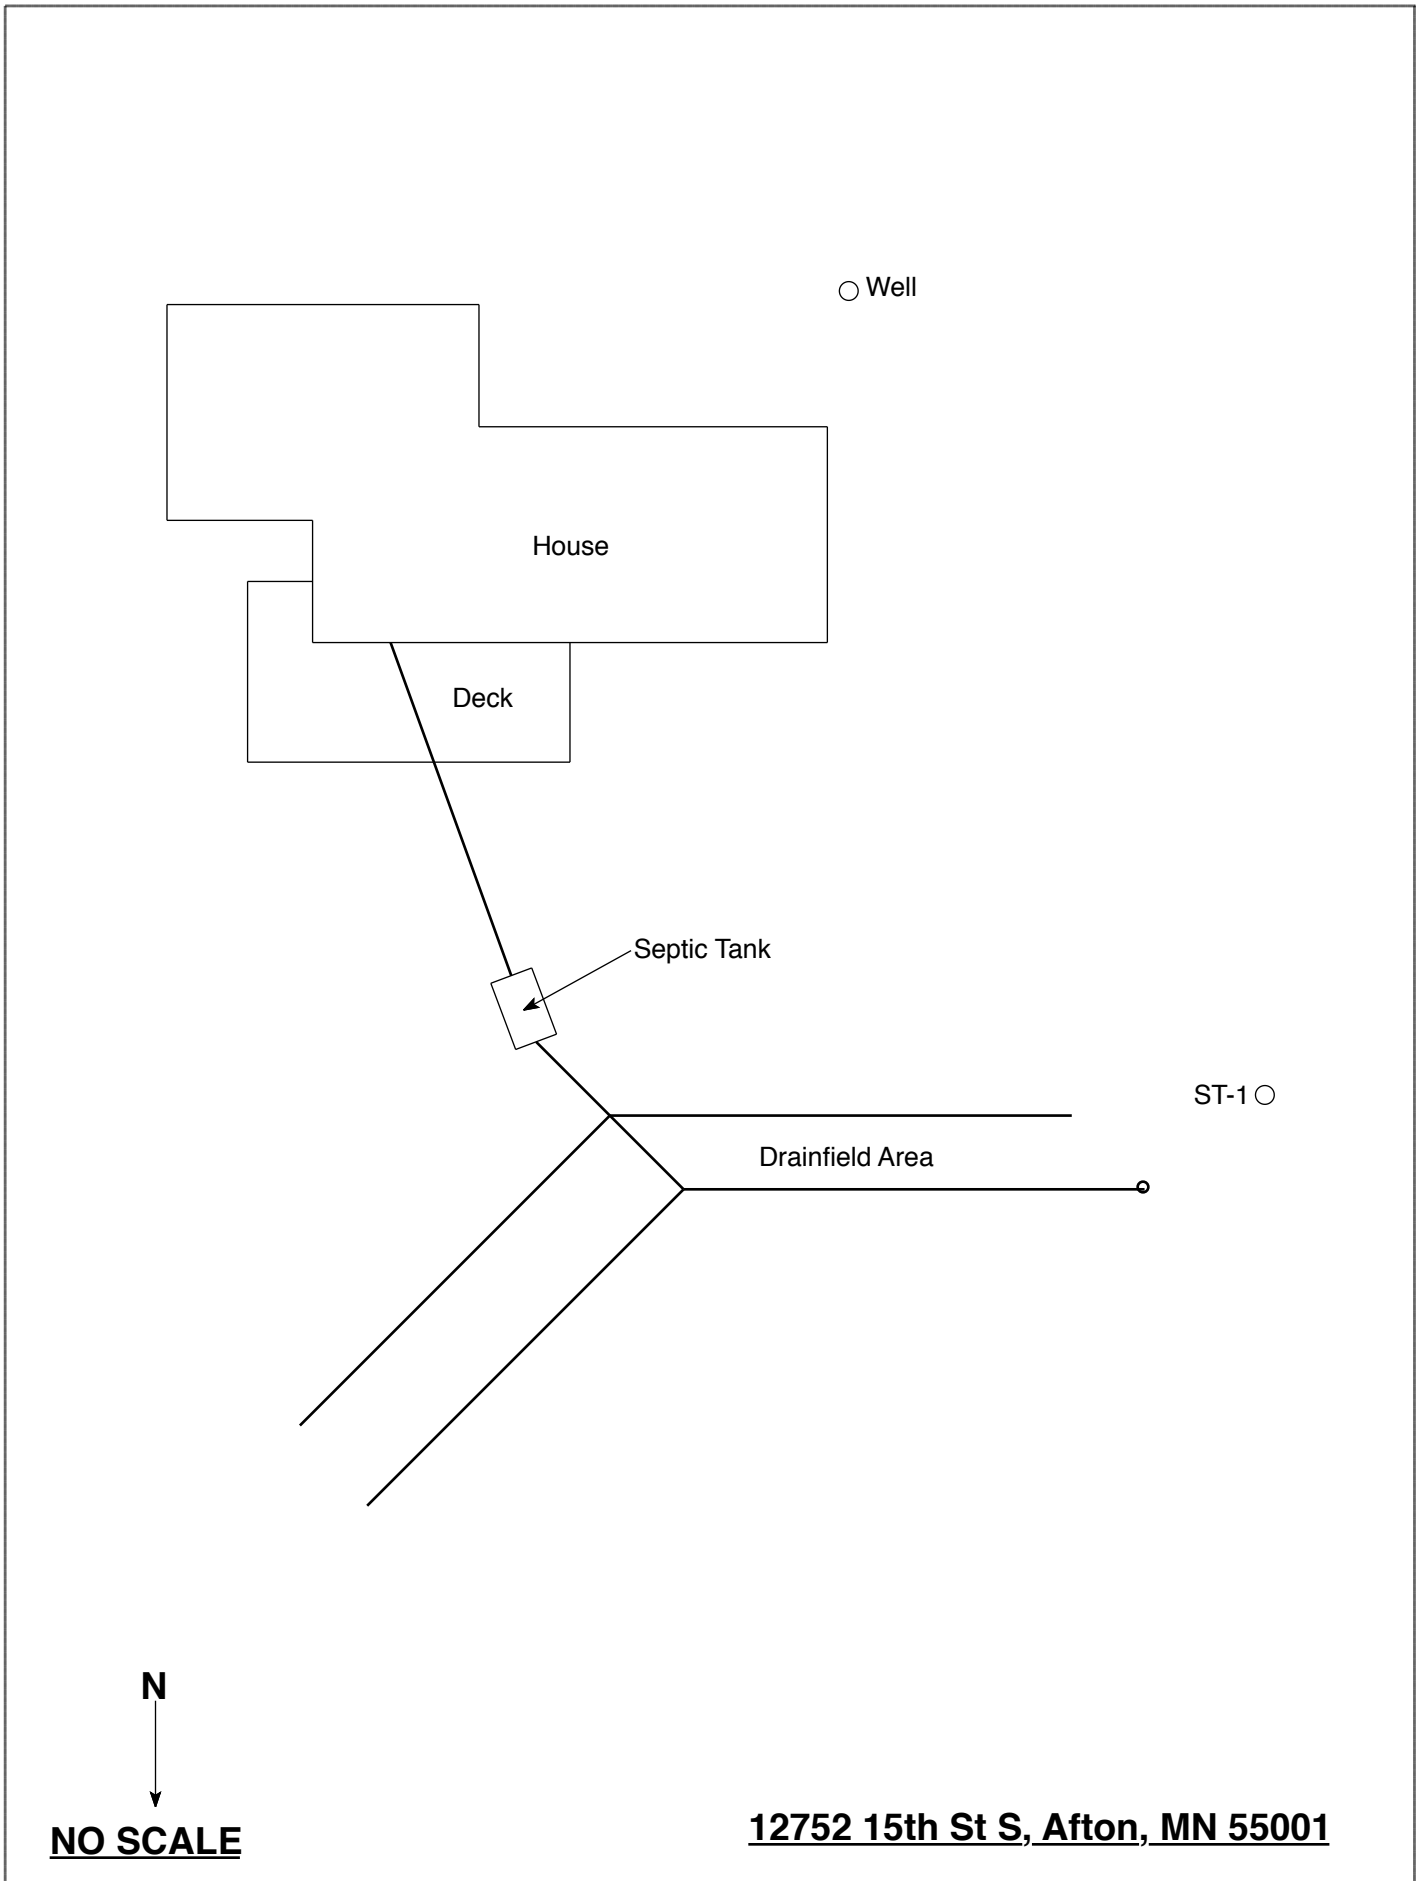 Well
House
Deck
Septic Tank
ST-1
Drainfield Area
N
NO SCALE
12752 15th St S, Afton, MN 55001